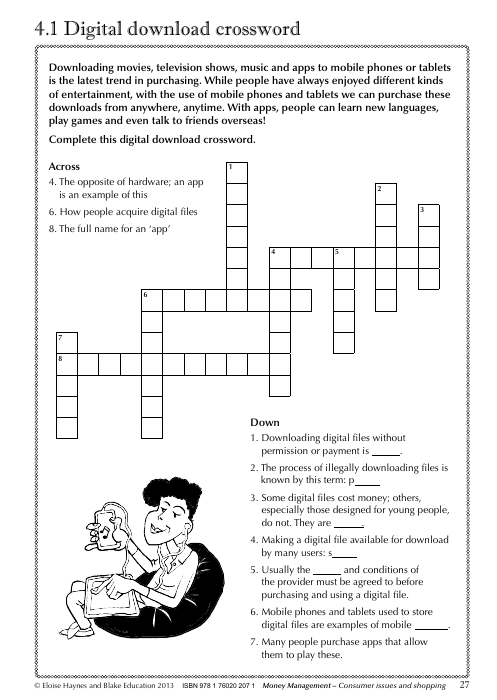 4.1 Digital download crossword
Downloading movies, television shows, music and apps to mobile phones or tablets
is the latest trend in purchasing. While people have always enjoyed different kinds
of entertainment, with the use of mobile phones and tablets we can purchase these
downloads from anywhere, anytime. With apps, people can learn new languages,
play games and even talk to friends overseas!
Complete this digital download crossword.
Across
4. The opposite of hardware; an app
is an example of this
6. How people acquire digital files
8. The full name for an ‘app’
1
2
3
4
5
6
7
8
Down
1. Downloading digital files without
permission or payment is _____.
2. The process of illegally downloading files is
known by this term: p_____
3. Some digital files cost money; others,
especially those designed for young people,
do not. They are _____.
4. Making a digital file available for download
by many users: s_____
5. Usually the _____ and conditions of
the provider must be agreed to before
purchasing and using a digital file.
6. Mobile phones and tablets used to store
digital files are examples of mobile ______.
7. Many people purchase apps that allow
them to play these.
© Eloise Haynes and Blake Education 2013 ISBN 978 1 76020 207 1 Money Management – Consumer issues and shopping 27